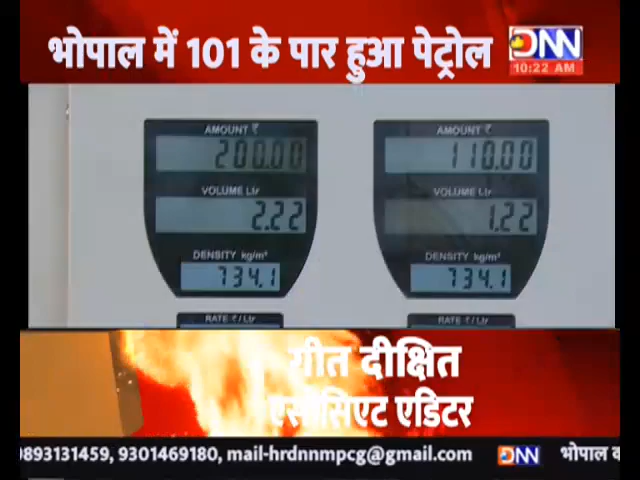 भोपाल में 101 के पार हुआ पेट्रोल
DNN
10:22 AM
AMOUNT ₹
200.00
VOLUME Ltr
2.22
DENSITY kg/m³
734.1
RATE ₹/Ltr
AMOUNT ₹
110.00
VOLUME Ltr
1.22
DENSITY kg/m³
734.1
RATE ₹/Ltr
गीत दीक्षित
एसोसिएट एडिटर
9893131459, 9301469180, mail-hrdnnmpcg@gmail.com DNN भोपाल